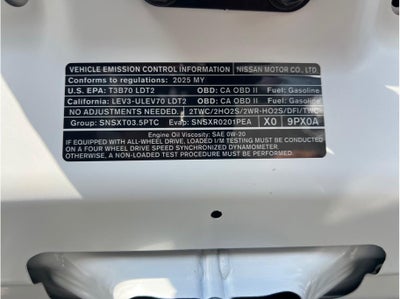 VEHICLE EMISSION CONTROL INFORMATION NISSAN MOTOR CO., LTD.
Conforms to regulations: 2025 MY
U.S. EPA: T3B70 LDT2 OBD: CA OBD II Fuel: Gasoline
California: LEV3-ULEV70 LDT2 OBD: CA OBD II Fuel: Gasoline
NO ADJUSTMENTS NEEDED. 2TWC/2HO2S/2WR-HO2S/DFI/TWC
Group: SNSXT03.5PTC Evap: SNSXR0201PEA X0 9PX0A
Engine Oil Viscosity: SAE 0W-20
IF EQUIPPED WITH ALL-WHEEL DRIVE, LOADED I/M TESTING MUST BE CONDUCTED
ON A FOUR WHEEL SPEED SYNCHRONIZED DYNAMOMETER.
OTHERWISE, A NON-LOADED TEST PROCEDURE MUST BE USED.